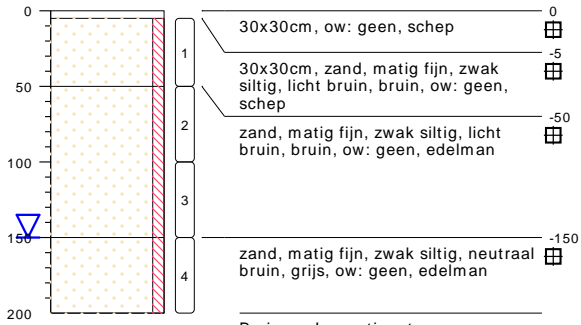 0
50
100
150
200
1
2
3
4
0
30x30cm, ow: geen, schep
-5
30x30cm, zand, matig fijn, zwak
siltig, licht bruin, bruin, ow: geen,
schep
-50
zand, matig fijn, zwak siltig, licht
bruin, bruin, ow: geen, edelman
-150
zand, matig fijn, zwak siltig, neutraal
bruin, grijs, ow: geen, edelman